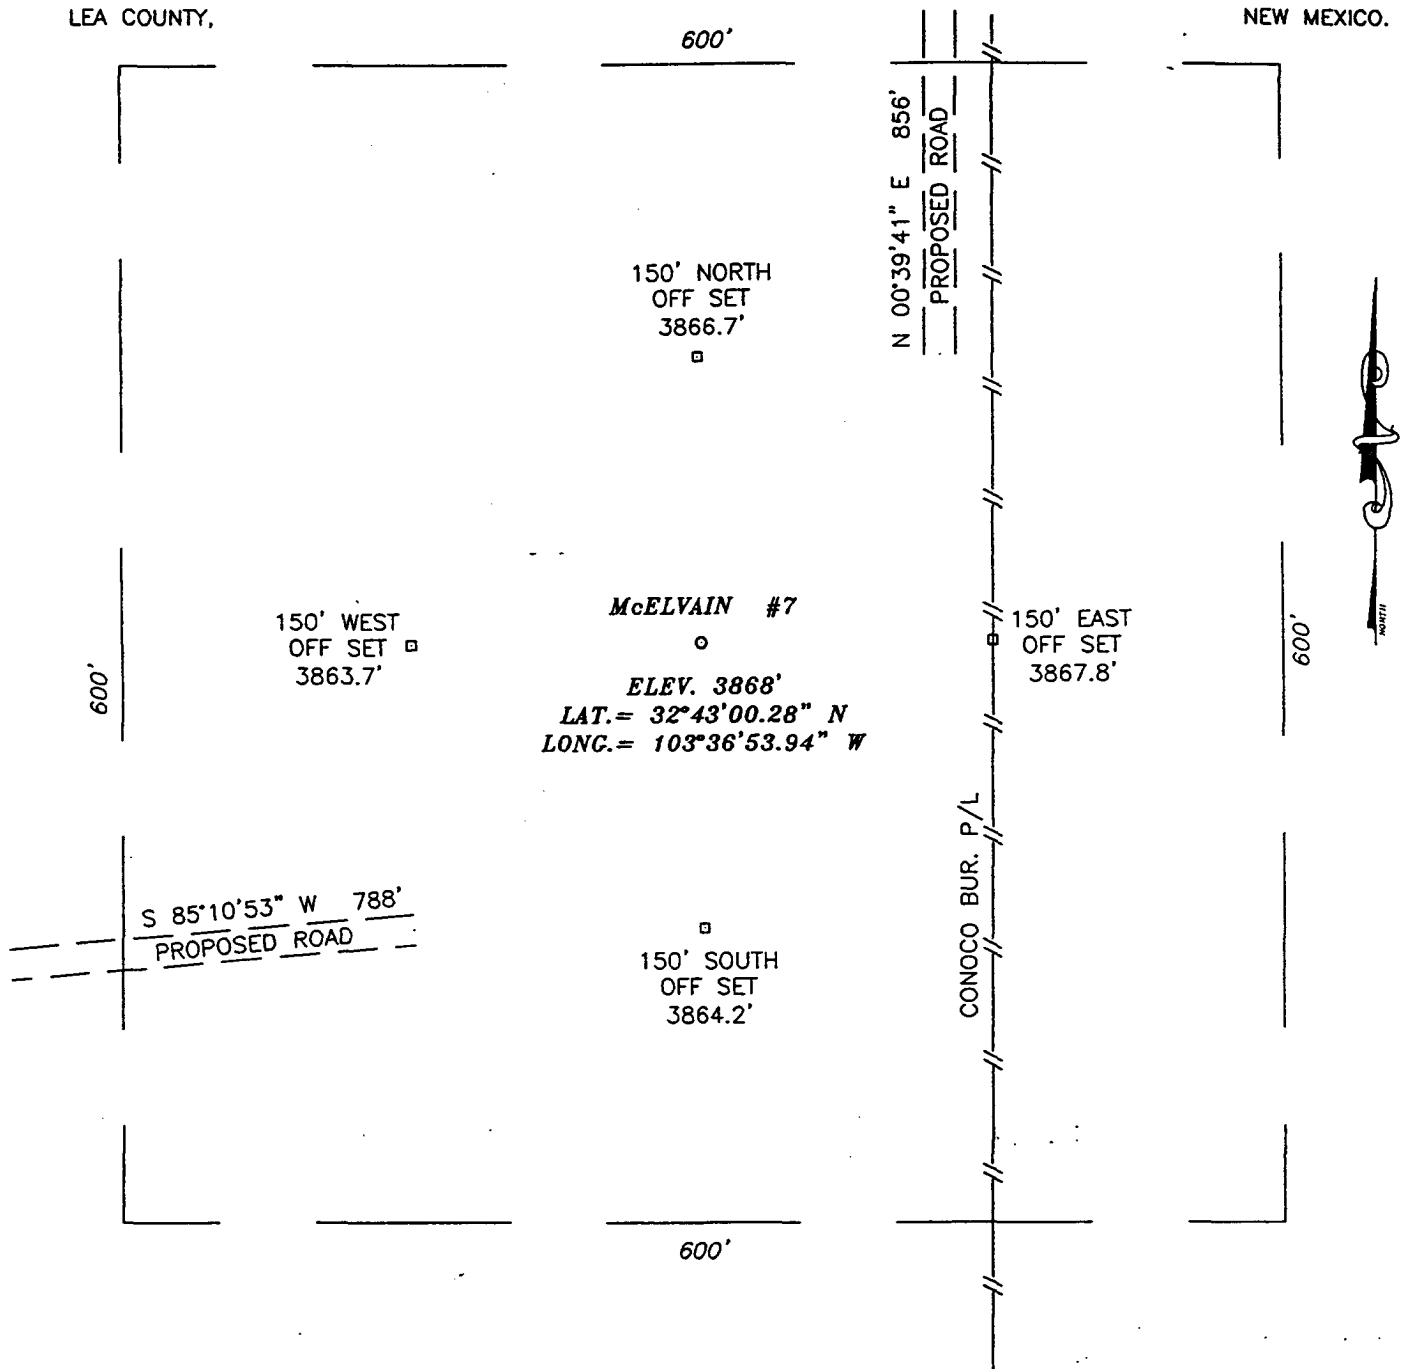 LEA COUNTY,
NEW MEXICO.
600'
N 00°39'41" E 856'
PROPOSED ROAD
150' NORTH
OFF SET
3866.7'
NORTH
McELVAIN #7
ELEV. 3868'
LAT.= 32°43'00.28" N
LONG.= 103°36'53.94" W
150' WEST
OFF SET
3863.7'
150' EAST
OFF SET
3867.8'
600'
600'
CONOCO BUR. P/L
S 85°10'53" W 788'
PROPOSED ROAD
150' SOUTH
OFF SET
3864.2'
600'